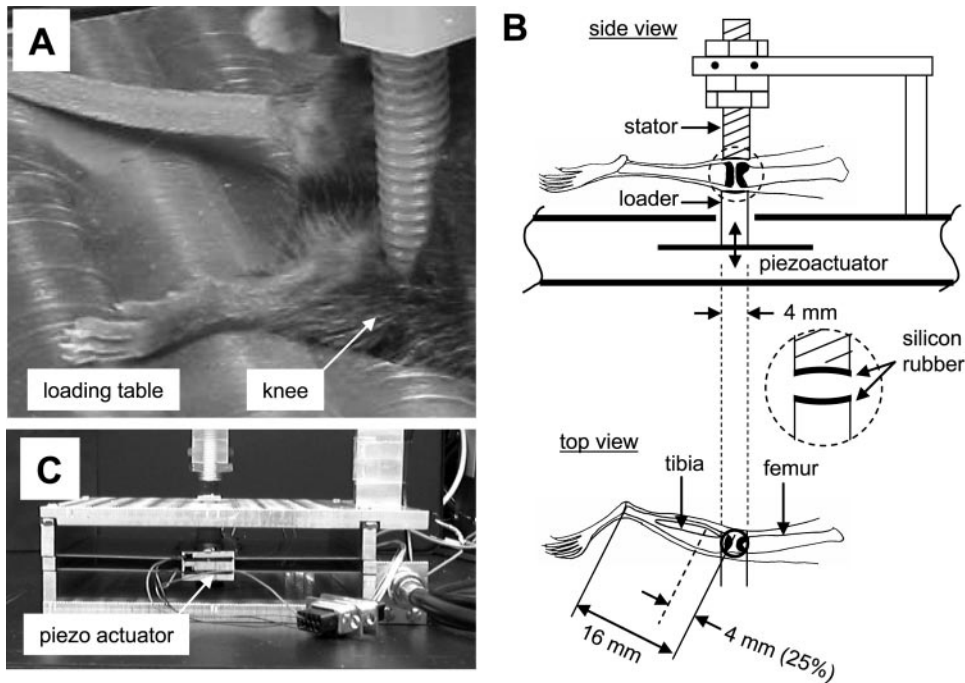 A
loading table
knee
C
piezo actuator
B
side view
stator
loader
piezoactuator
4 mm
silicon
rubber
top view
tibia
femur
16 mm
4 mm (25%)